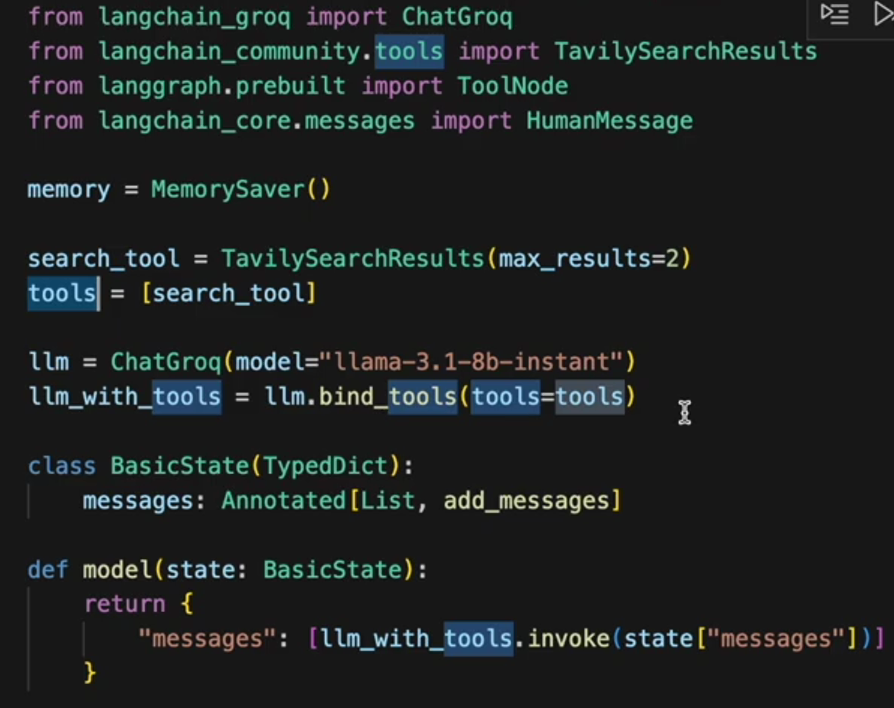 from langchain_groq import ChatGroq
from langchain_community.tools import TavilySearchResults
from langgraph.prebuilt import ToolNode
from langchain_core.messages import HumanMessage

memory = MemorySaver()

search_tool = TavilySearchResults(max_results=2)
tools = [search_tool]

llm = ChatGroq(model="llama-3.1-8b-instant")
llm_with_tools = llm.bind_tools(tools=tools)

class BasicState(TypedDict):
    messages: Annotated[List, add_messages]

def model(state: BasicState):
    return {
        "messages": [llm_with_tools.invoke(state["messages"])]
    }